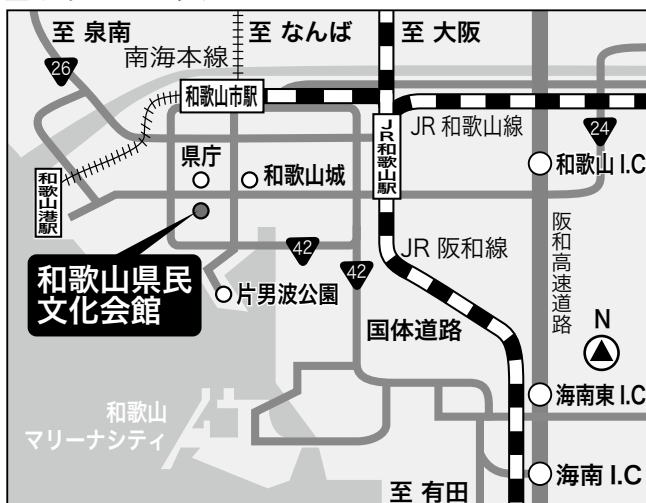 至 泉南
至 なんば
至 大阪
南海本線
26
和歌山市駅
JR 和歌山線
24
JR和歌山駅
県庁
和歌山城
和歌山 I.C
和歌山港駅
阪和高速道路
42
JR 阪和線
和歌山県民
文化会館
片男波公園
42
国体道路
N
海南東 I.C
和歌山
マリーナシティ
海南 I.C
至 有田